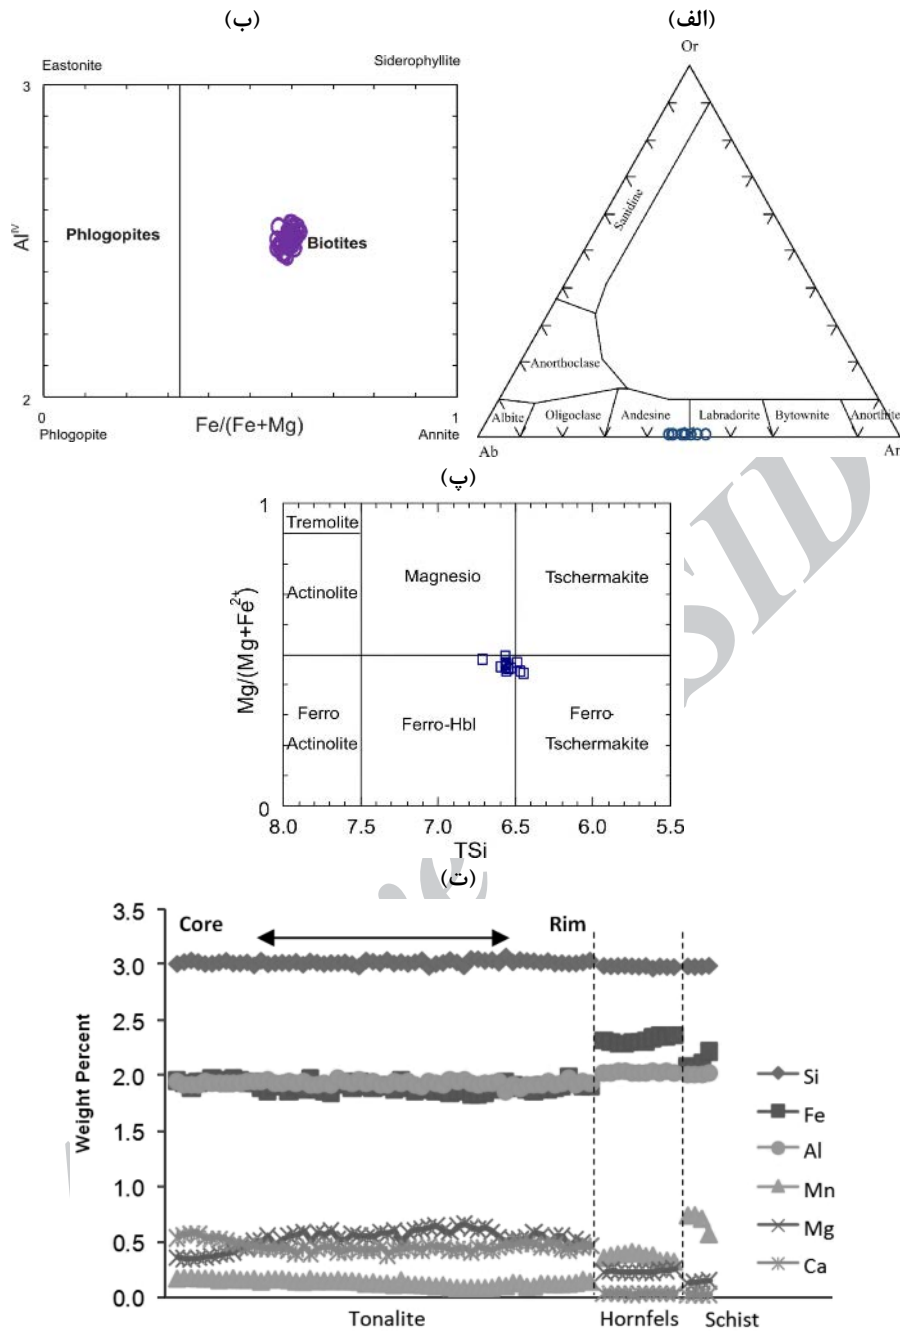 (ب)
(الف)
Eastonite
Siderophyllite
3
Al^IV
Phlogopites
Biotites
2
0
1
Phlogopite
Fe/(Fe+Mg)
Annite
Or
Sanidine
Anorthoclase
Albite
Oligoclase
Andesine
Labradorite
Bytownite
Anorthite
Ab
An
(پ)
1
Tremolite
Actinolite
Magnesio
Tschermakite
Mg/(Mg+Fe2+)
Ferro
Actinolite
Ferro-Hbl
Ferro-
Tschermakite
0
8.0 7.5 7.0 6.5 6.0 5.5
TSi
(ت)
3.5
3.0
2.5
2.0
1.5
1.0
0.5
0.0
Weight Percent
Core
Rim
Tonalite
Hornfels
Schist
Si
Fe
Al
Mn
Mg
Ca
SID